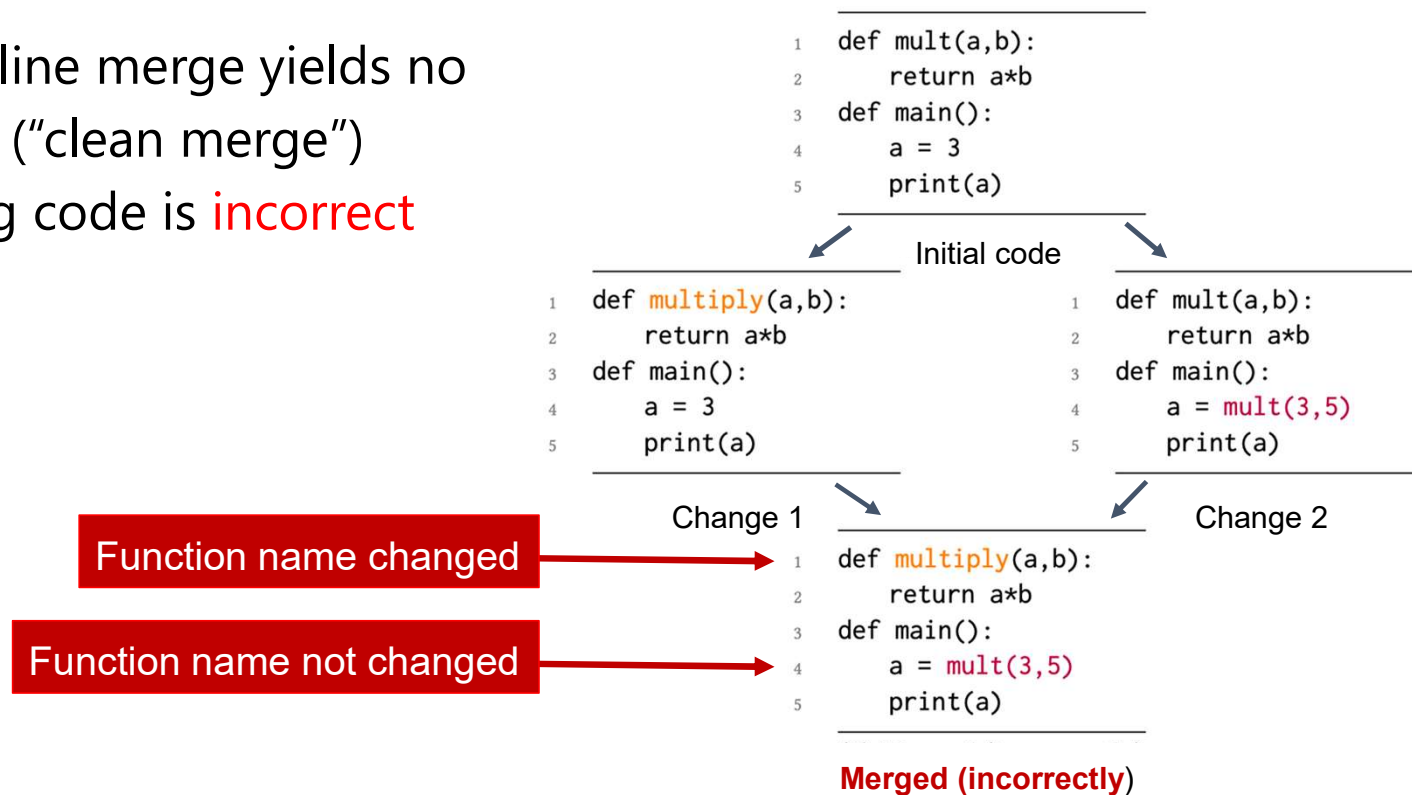 line merge yields no
(“clean merge”)
g code is incorrect
1 def mult(a,b):
2 return a*b
3 def main():
4 a = 3
5 print(a)
Initial code
1 def multiply(a,b):
2 return a*b
3 def main():
4 a = 3
5 print(a)
Change 1
1 def mult(a,b):
2 return a*b
3 def main():
4 a = mult(3,5)
5 print(a)
Change 2
Function name changed
Function name not changed
1 def multiply(a,b):
2 return a*b
3 def main():
4 a = mult(3,5)
5 print(a)
Merged (incorrectly)